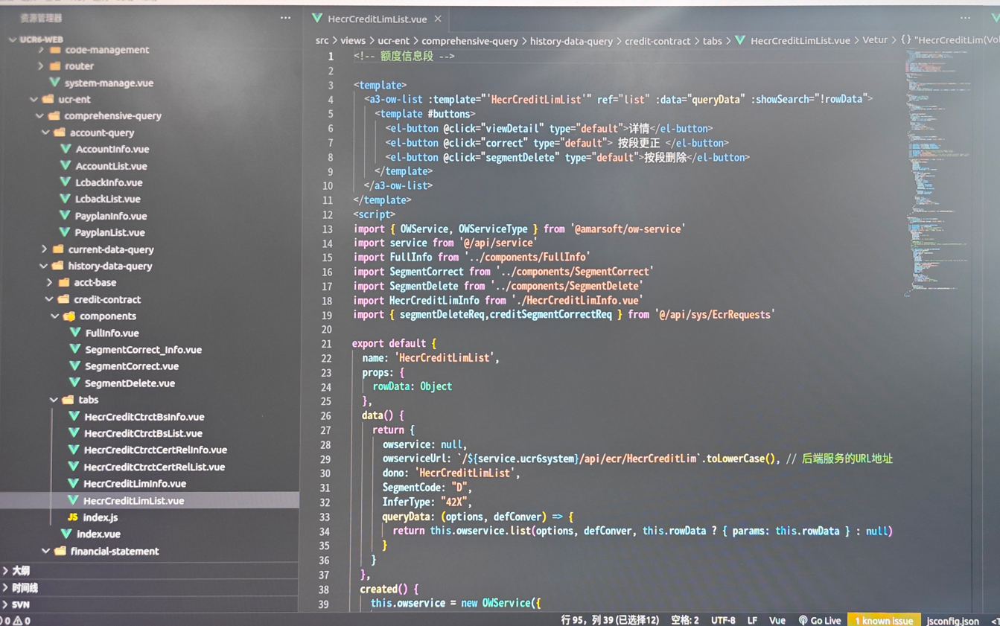 资源管理器
UCR6-WEB
code-management
router
system-manage.vue
ucr-ent
comprehensive-query
account-query
AccountInfo.vue
AccountList.vue
LcbackInfo.vue
LcbackList.vue
PayplanInfo.vue
PayplanList.vue
current-data-query
history-data-query
acct-base
credit-contract
components
FullInfo.vue
SegmentCorrect_Info.vue
SegmentCorrect.vue
SegmentDelete.vue
tabs
HecrCreditCtrctBsInfo.vue
HecrCreditCtrctBsList.vue
HecrCreditCtrctCertRelInfo.vue
HecrCreditCtrctCertRelList.vue
HecrCreditLimInfo.vue
HecrCreditLimList.vue
JS index.js
index.vue
financial-statement
大纲
时间线
SVN
HecrCreditLimList.vue ×
src > views > ucr-ent > comprehensive-query > history-data-query > credit-contract > tabs > HecrCreditLimList.vue > Vetur > {} "HecrCreditLim(Vo
1 <!-- 额度信息段 -->
2
3 <template>
4 <a3-ow-list :template="'HecrCreditLimList'" ref="list" :data="queryData" :showSearch="!rowData">
5 <template #buttons>
6 <el-button @click="viewDetail" type="default">详情</el-button>
7 <el-button @click="correct" type="default"> 按段更正 </el-button>
8 <el-button @click="segmentDelete" type="default">按段删除</el-button>
9 </template>
10 </a3-ow-list>
11 </template>
12 <script>
13 import { OWService, OWServiceType } from '@amarsoft/ow-service'
14 import service from '@/api/service'
15 import FullInfo from '../components/FullInfo'
16 import SegmentCorrect from '../components/SegmentCorrect'
17 import SegmentDelete from '../components/SegmentDelete'
18 import HecrCreditLimInfo from './HecrCreditLimInfo.vue'
19 import { segmentDeleteReq,creditSegmentCorrectReq } from '@/api/sys/EcrRequests'
20
21 export default {
22 name: 'HecrCreditLimList',
23 props: {
24 rowData: Object
25 },
26 data() {
27 return {
28 owservice: null,
29 owserviceUrl: `/${service.ucr6system}/api/ecr/HecrCreditLim`.toLowerCase(), // 后端服务的URL地址
30 dono: 'HecrCreditLimList',
31 SegmentCode: "D",
32 InferType: "42X",
33 queryData: (options, defConver) => {
34 return this.owservice.list(options, defConver, this.rowData ? { params: this.rowData } : null)
35 }
36 }
37 },
38 created() {
39 this.owservice = new OWService({
0 0 行 95，列 39 (已选择12) 空格: 2 UTF-8 LF Vue Go Live 1 known issue jsconfig.json